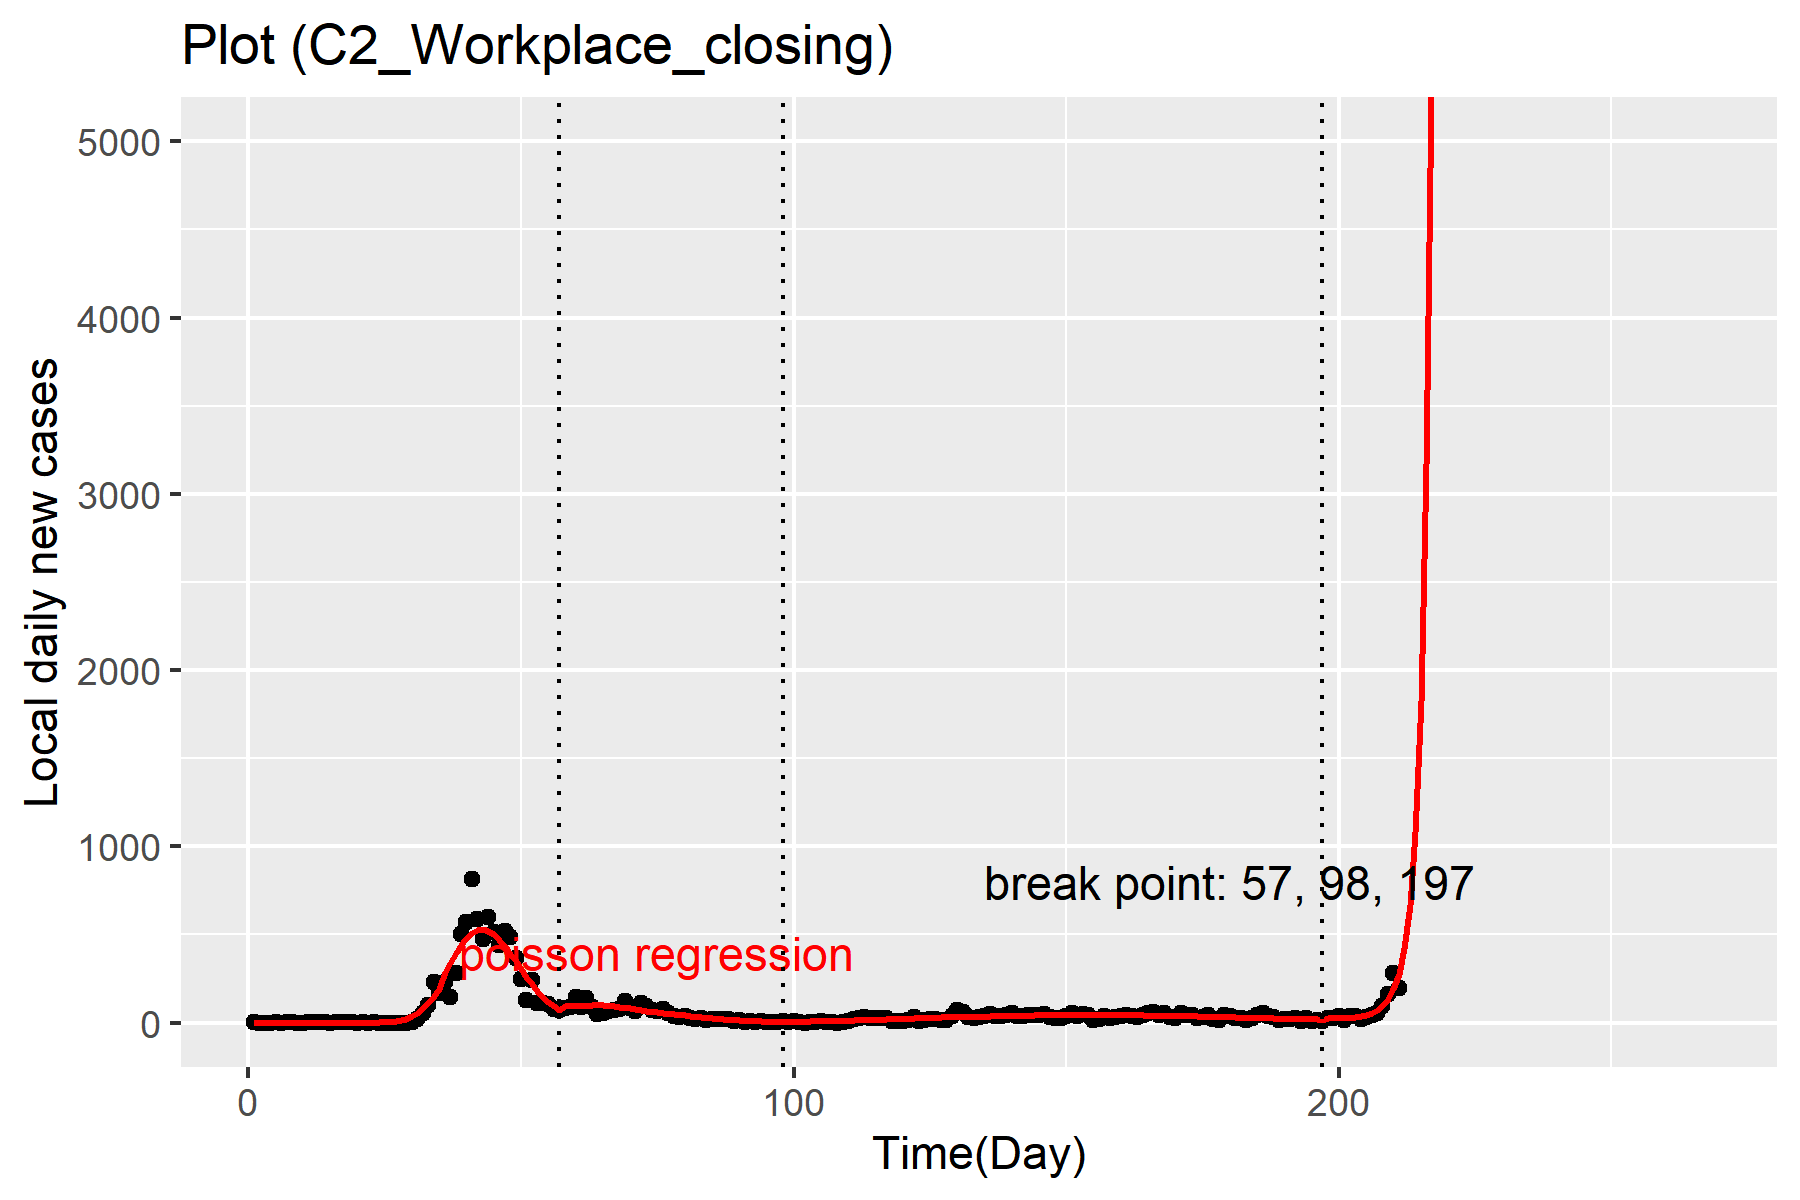 Plot (C2_Workplace_closing)
Local daily new cases
5000
4000
3000
2000
1000
0
break point: 57, 98, 197
poisson regression
0
100
200
Time(Day)